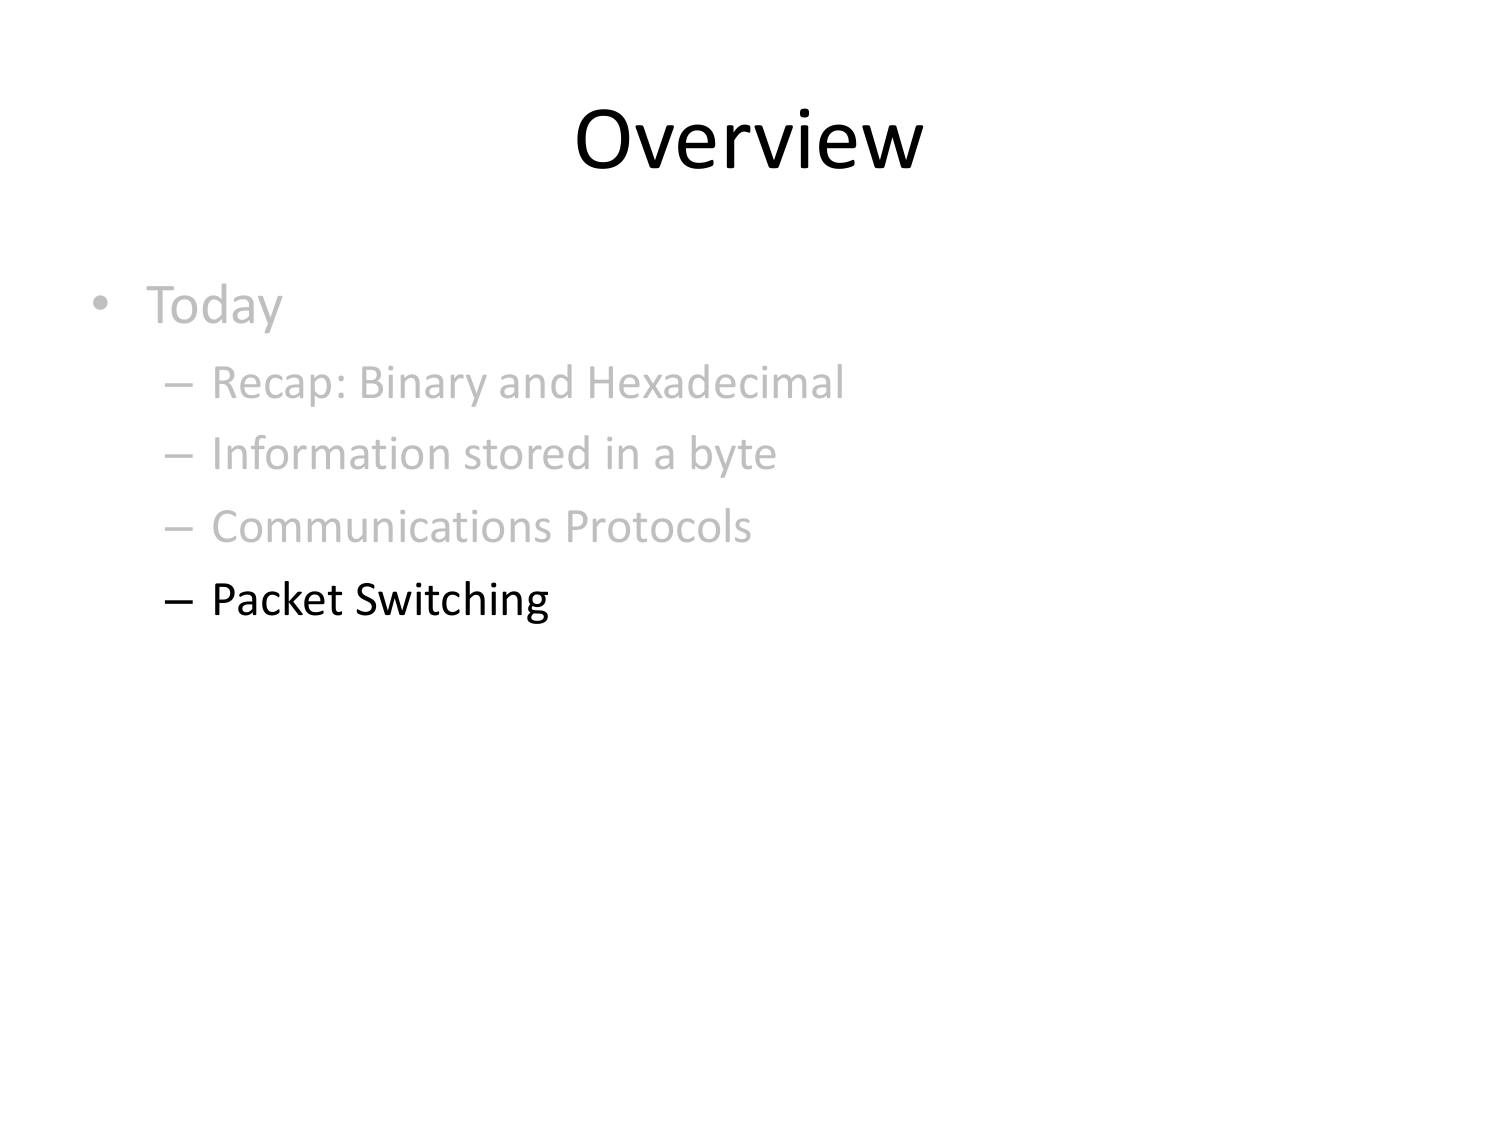 Overview
• Today
– Recap: Binary and Hexadecimal
– Information stored in a byte
– Communications Protocols
– Packet Switching